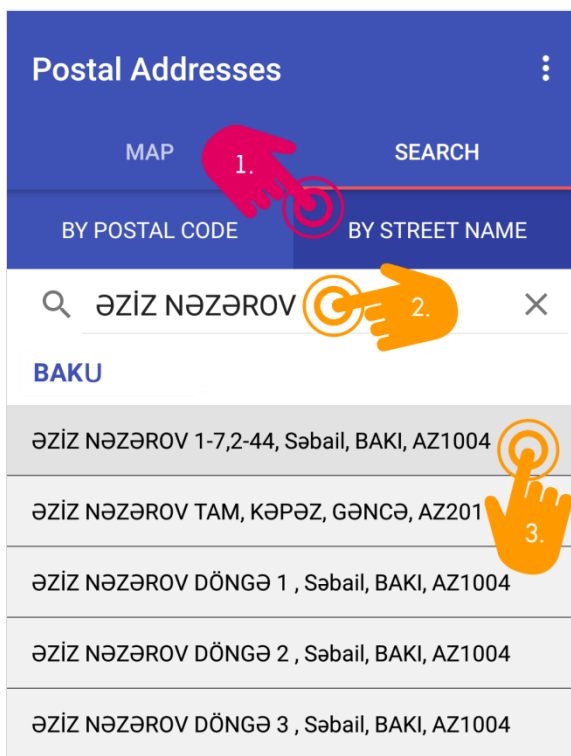 Postal Addresses
MAP
1.
SEARCH
BY POSTAL CODE
BY STREET NAME
ƏZİZ NƏZƏROV
2.
BAKU
ƏZİZ NƏZƏROV 1-7,2-44, Səbail, BAKI, AZ1004
ƏZİZ NƏZƏROV TAM, KƏPƏZ, GƏNCƏ, AZ201
3.
ƏZİZ NƏZƏROV DÖNGƏ 1 , Səbail, BAKI, AZ1004
ƏZİZ NƏZƏROV DÖNGƏ 2 , Səbail, BAKI, AZ1004
ƏZİZ NƏZƏROV DÖNGƏ 3 , Səbail, BAKI, AZ1004